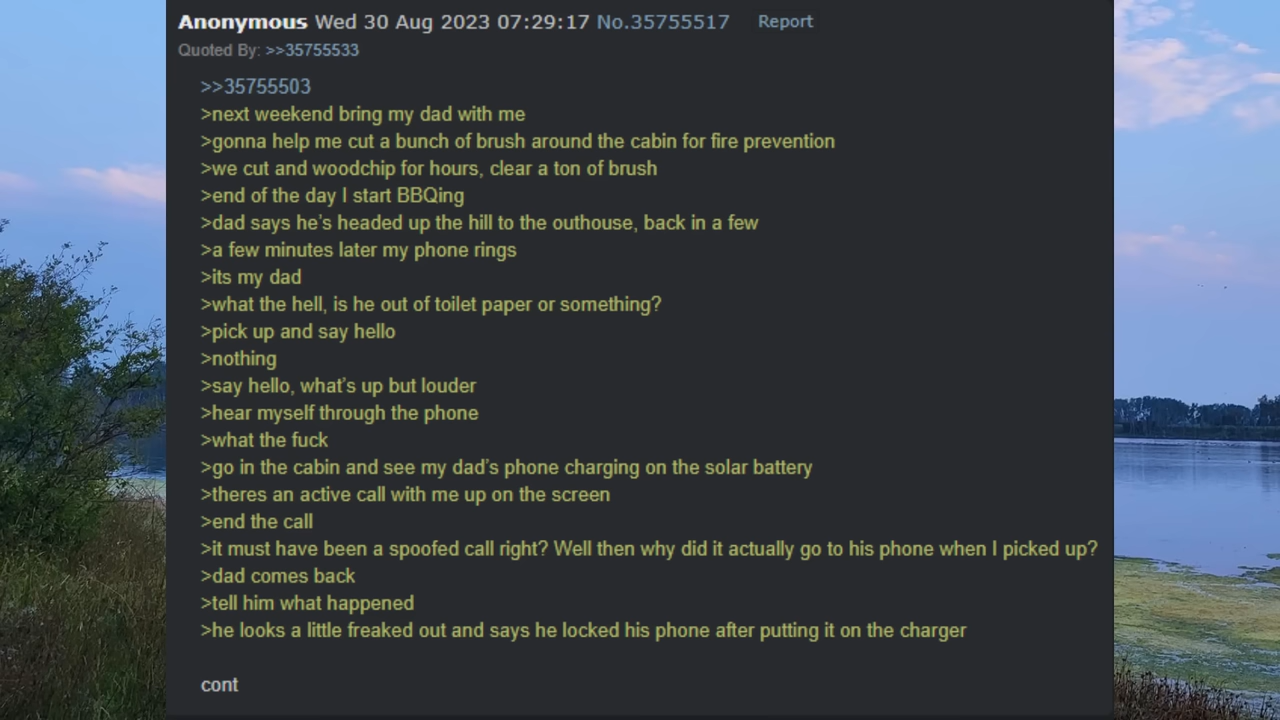 Anonymous Wed 30 Aug 2023 07:29:17 No.35755517 Report
Quoted By: >>35755533
>>35755503
>next weekend bring my dad with me
>gonna help me cut a bunch of brush around the cabin for fire prevention
>we cut and woodchip for hours, clear a ton of brush
>end of the day I start BBQing
>dad says he’s headed up the hill to the outhouse, back in a few
>a few minutes later my phone rings
>its my dad
>what the hell, is he out of toilet paper or something?
>pick up and say hello
>nothing
>say hello, what’s up but louder
>hear myself through the phone
>what the fuck
>go in the cabin and see my dad’s phone charging on the solar battery
>theres an active call with me up on the screen
>end the call
>it must have been a spoofed call right? Well then why did it actually go to his phone when I picked up?
>dad comes back
>tell him what happened
>he looks a little freaked out and says he locked his phone after putting it on the charger
cont